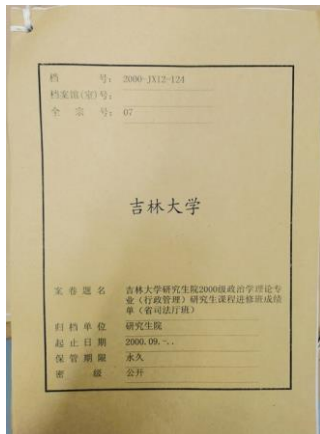 档 号：2000-JX12-124
档案馆(室)号：
全 宗 号：07
吉林大学
案 卷 题 名 吉林大学研究生院2000级政治学理论专
业（行政管理）研究生课程进修班成绩
单（省司法厅班）
归 档 单 位 研究生院
起 止 日 期 2000.09.-..
保 管 期 限 永久
密 级 公开